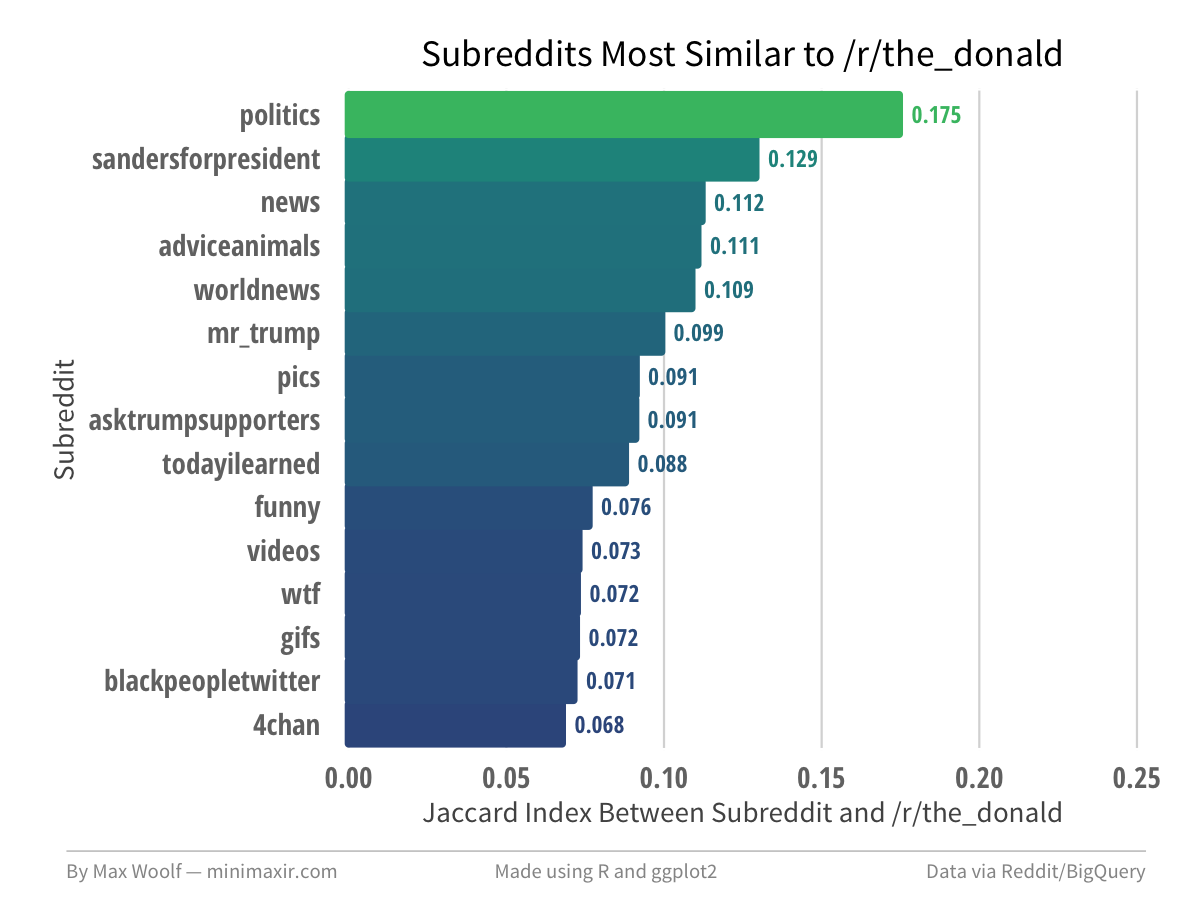 Subreddits Most Similar to /r/the_donald
politics 0.175
sandersforpresident 0.129
news 0.112
adviceanimals 0.111
worldnews 0.109
mr_trump 0.099
pics 0.091
asktrumpsupporters 0.091
todayilearned 0.088
funny 0.076
videos 0.073
wtf 0.072
gifs 0.072
blackpeopletwitter 0.071
4chan 0.068
Subreddit
0.00 0.05 0.10 0.15 0.20 0.25
Jaccard Index Between Subreddit and /r/the_donald
By Max Woolf — minimaxir.com Made using R and ggplot2 Data via Reddit/BigQuery